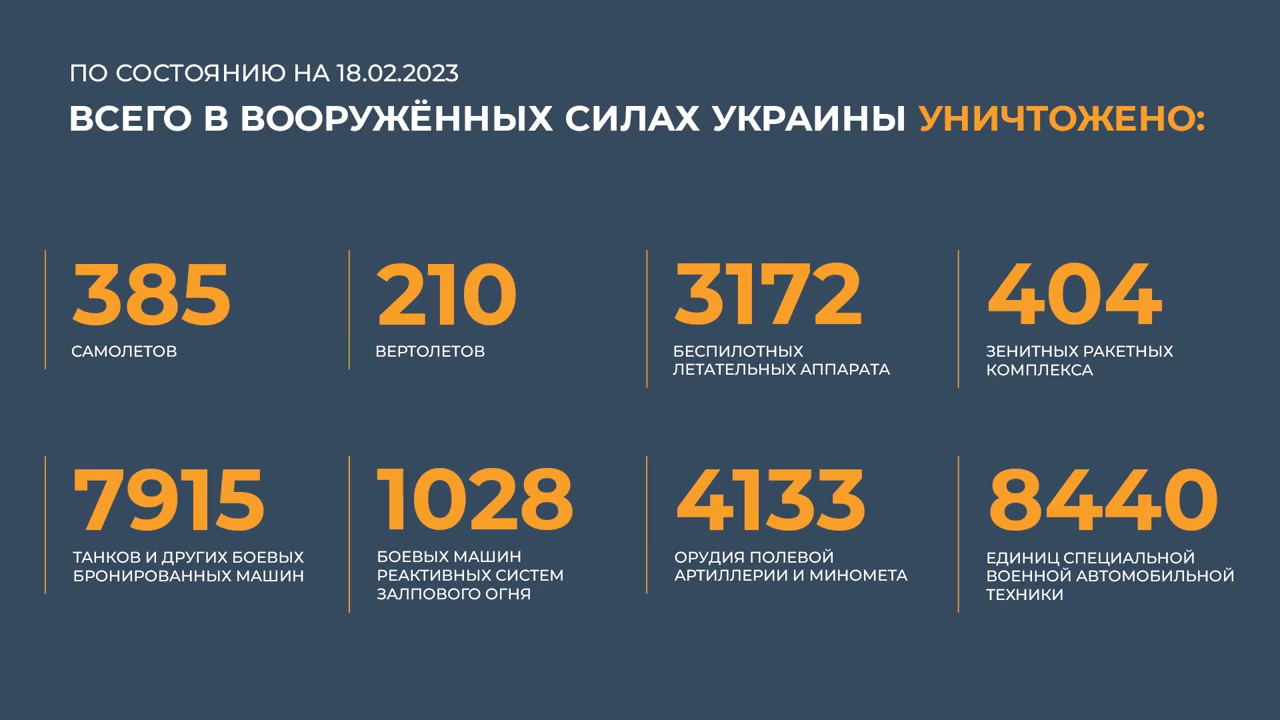 ПО СОСТОЯНИЮ НА 18.02.2023
ВСЕГО В ВООРУЖЁННЫХ СИЛАХ УКРАИНЫ УНИЧТОЖЕНО:
385
САМОЛЕТОВ
210
ВЕРТОЛЕТОВ
3172
БЕСПИЛОТНЫХ
ЛЕТАТЕЛЬНЫХ АППАРАТА
404
ЗЕНИТНЫХ РАКЕТНЫХ
КОМПЛЕКСА
7915
ТАНКОВ И ДРУГИХ БОЕВЫХ
БРОНИРОВАННЫХ МАШИН
1028
БОЕВЫХ МАШИН
РЕАКТИВНЫХ СИСТЕМ
ЗАЛПОВОГО ОГНЯ
4133
ОРУДИЯ ПОЛЕВОЙ
АРТИЛЛЕРИИ И МИНОМЕТА
8440
ЕДИНИЦ СПЕЦИАЛЬНОЙ
ВОЕННОЙ АВТОМОБИЛЬНОЙ
ТЕХНИКИ